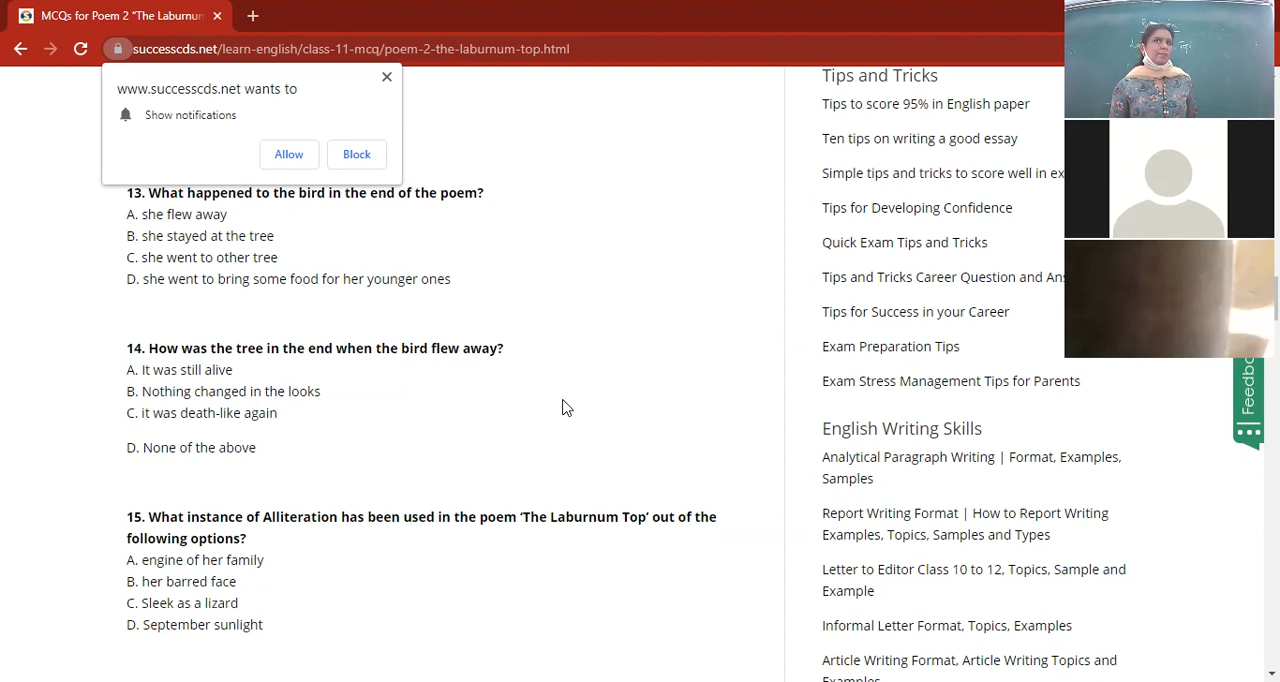 MCQs for Poem 2 “The Laburnum
successcds.net/learn-english/class-11-mcq/poem-2-the-laburnum-top.html
www.successcds.net wants to
Show notifications
Allow
Block
13. What happened to the bird in the end of the poem?
A. she flew away
B. she stayed at the tree
C. she went to other tree
D. she went to bring some food for her younger ones
14. How was the tree in the end when the bird flew away?
A. It was still alive
B. Nothing changed in the looks
C. it was death-like again
D. None of the above
15. What instance of Alliteration has been used in the poem ‘The Laburnum Top’ out of the
following options?
A. engine of her family
B. her barred face
C. Sleek as a lizard
D. September sunlight
Tips and Tricks
Tips to score 95% in English paper
Ten tips on writing a good essay
Simple tips and tricks to score well in ex
Tips for Developing Confidence
Quick Exam Tips and Tricks
Tips and Tricks Career Question and Ans
Tips for Success in your Career
Exam Preparation Tips
Exam Stress Management Tips for Parents
English Writing Skills
Analytical Paragraph Writing | Format, Examples,
Samples
Report Writing Format | How to Report Writing
Examples, Topics, Samples and Types
Letter to Editor Class 10 to 12, Topics, Sample and
Example
Informal Letter Format, Topics, Examples
Article Writing Format, Article Writing Topics and
Examples
Feedbo